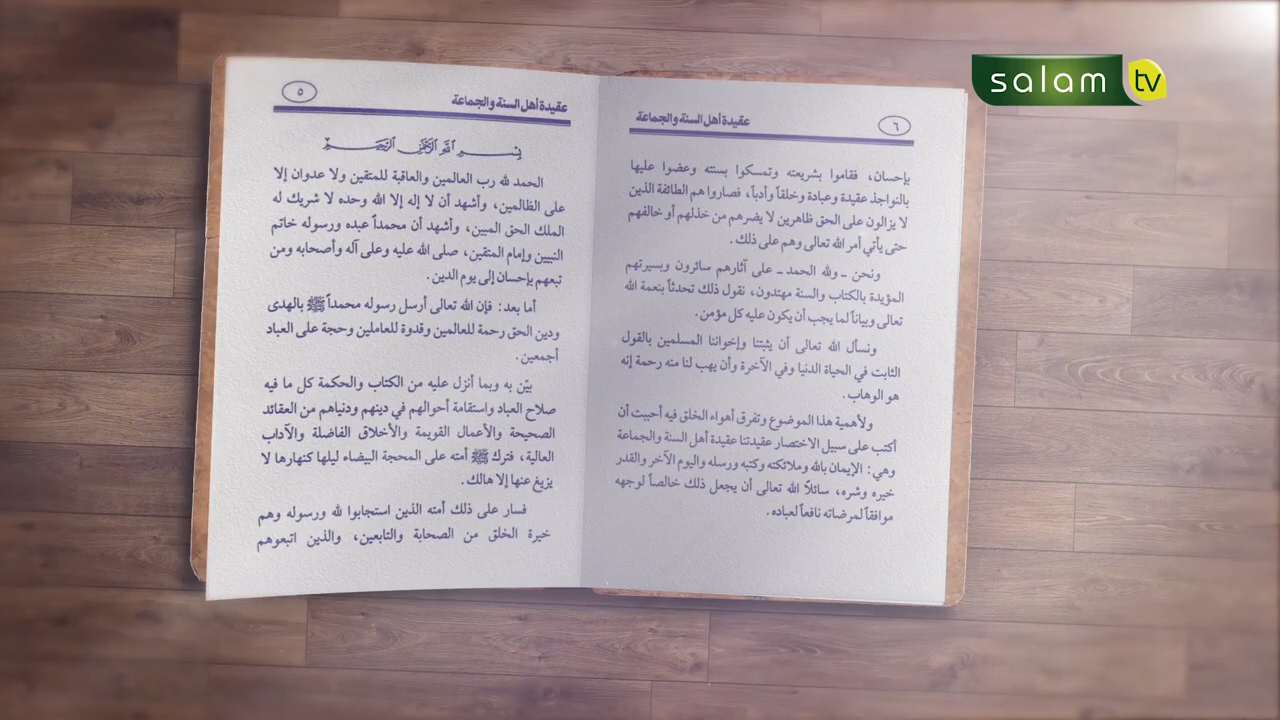 salam tv
٥
عقيدة أهل السنة والجماعة
بسم الله الرحمن الرحيم
الحمد لله رب العالمين والعاقبة للمتقين ولا عدوان إلا
على الظالمين، وأشهد أن لا إله إلا الله وحده لا شريك له
الملك الحق المبين، وأشهد أن محمداً عبده ورسوله خاتم
النبيين وإمام المتقين، صلى الله عليه وعلى آله وأصحابه ومن
تبعهم بإحسان إلى يوم الدين.
أما بعد: فإن الله تعالى أرسل رسوله محمداً ﷺ بالهدى
ودين الحق رحمة للعالمين وقدوة للعاملين وحجة على العباد
أجمعين.
بيّن به وبما أنزل عليه من الكتاب والحكمة كل ما فيه
صلاح العباد واستقامة أحوالهم في دينهم ودنياهم من العقائد
الصحيحة والأعمال القويمة والأخلاق الفاضلة والآداب
العالية، فترك ﷺ أمته على المحجة البيضاء ليلها كنهارها لا
يزيغ عنها إلا هالك.
فسار على ذلك أمته الذين استجابوا لله ورسوله وهم
خيرة الخلق من الصحابة والتابعين، والذين اتبعوهم
عقيدة أهل السنة والجماعة
٦
بإحسان، فقاموا بشريعته وتمسكوا بسنته وعضوا عليها
بالنواجذ عقيدة وعبادة وخلقاً وأدباً، فصاروا هم الطائفة الذين
لا يزالون على الحق ظاهرين لا يضرهم من خذلهم أو خالفهم
حتى يأتي أمر الله تعالى وهم على ذلك.
ونحن ـ ولله الحمد ـ على آثارهم سائرون وبسيرتهم
المؤيدة بالكتاب والسنة مهتدون، نقول ذلك تحدثاً بنعمة الله
تعالى وبياناً لما يجب أن يكون عليه كل مؤمن.
ونسأل الله تعالى أن يثبتنا وإخواننا المسلمين بالقول
الثابت في الحياة الدنيا وفي الآخرة وأن يهب لنا منه رحمة إنه
هو الوهاب.
ولأهمية هذا الموضوع وتفرق أهواء الخلق فيه أحببت أن
أكتب على سبيل الاختصار عقيدتنا عقيدة أهل السنة والجماعة
وهي: الإيمان بالله وملائكته وكتبه ورسله واليوم الآخر والقدر
خيره وشره، سائلاً الله تعالى أن يجعل ذلك خالصاً لوجهه
موافقاً لمرضاته نافعاً لعباده.